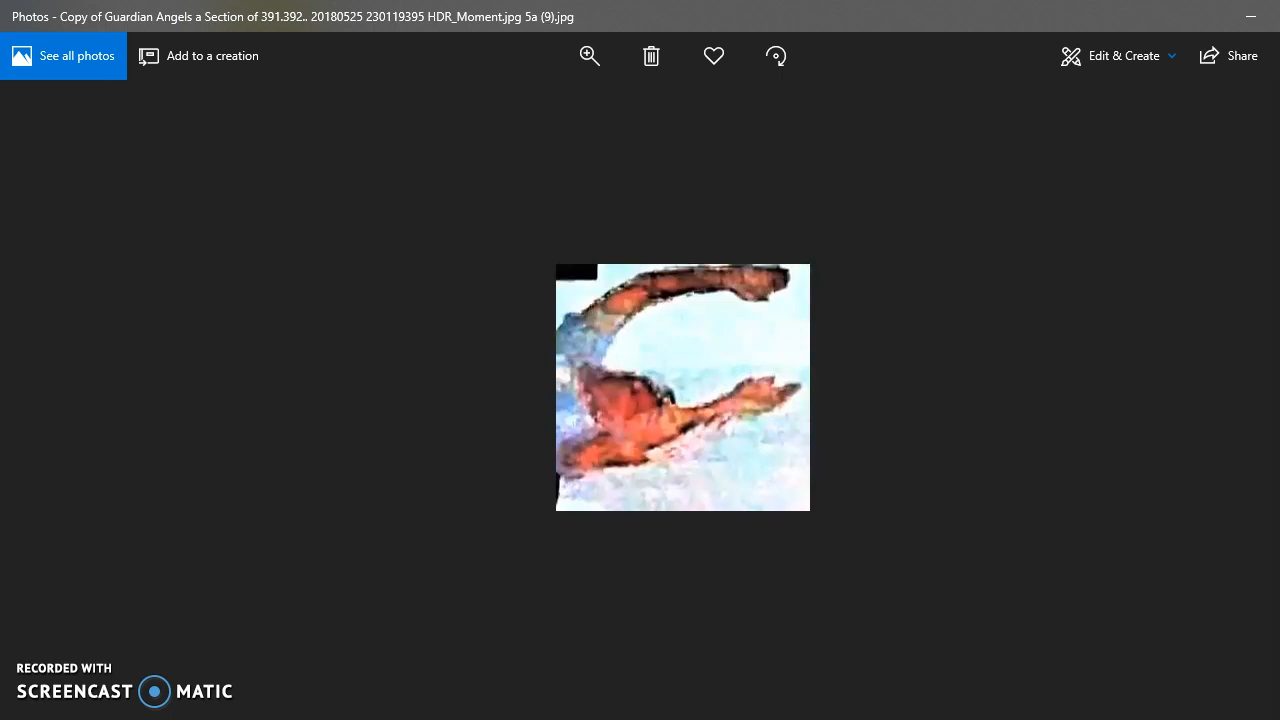 Photos - Copy of Guardian Angels a Section of 391.392.. 20180525 230119395 HDR_Moment.jpg 5a (9).jpg
See all photos
Add to a creation
Edit & Create
Share
RECORDED WITH
SCREENCAST MATIC